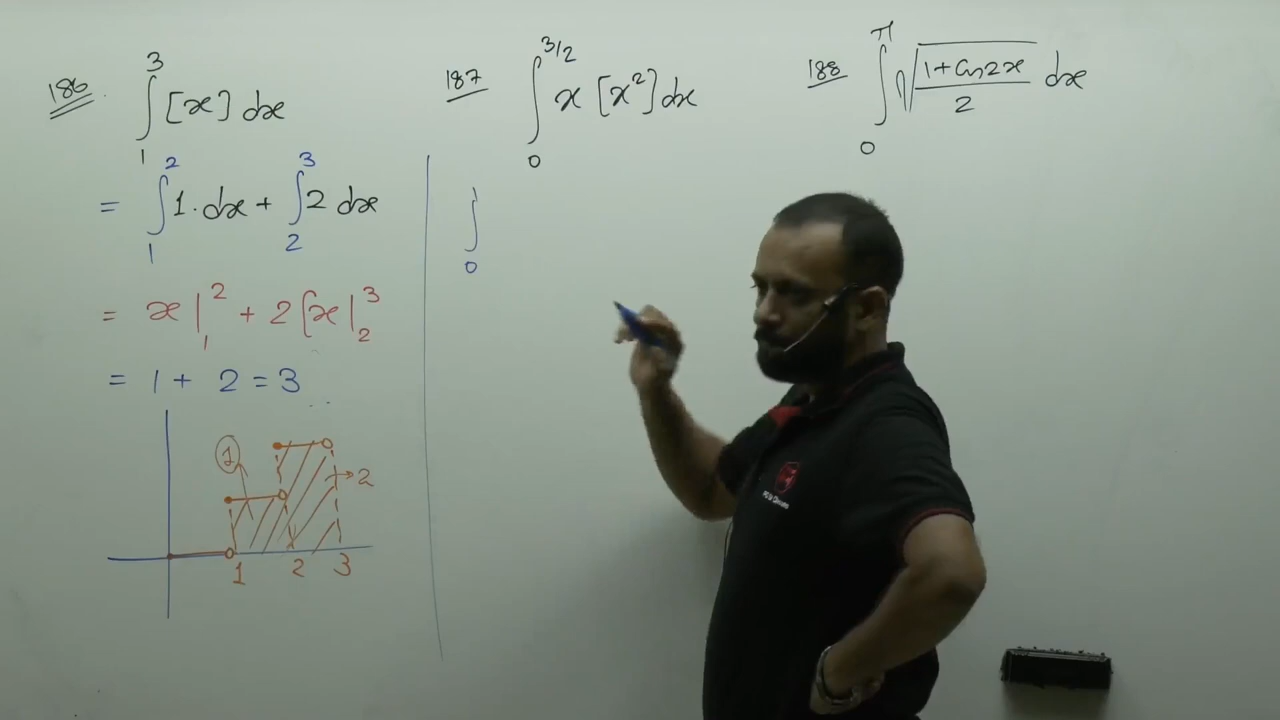 186. ∫₁³ [x] dx
= ∫₁² 1. dx + ∫₂³ 2 dx
= x |₁² + 2 [x |₂³
= 1 + 2 = 3
1
2
1 2 3
187 ∫₀^{3/2} x [x²] dx
∫₀
188 ∫₀^π √((1 + Cos2x)/2) dx